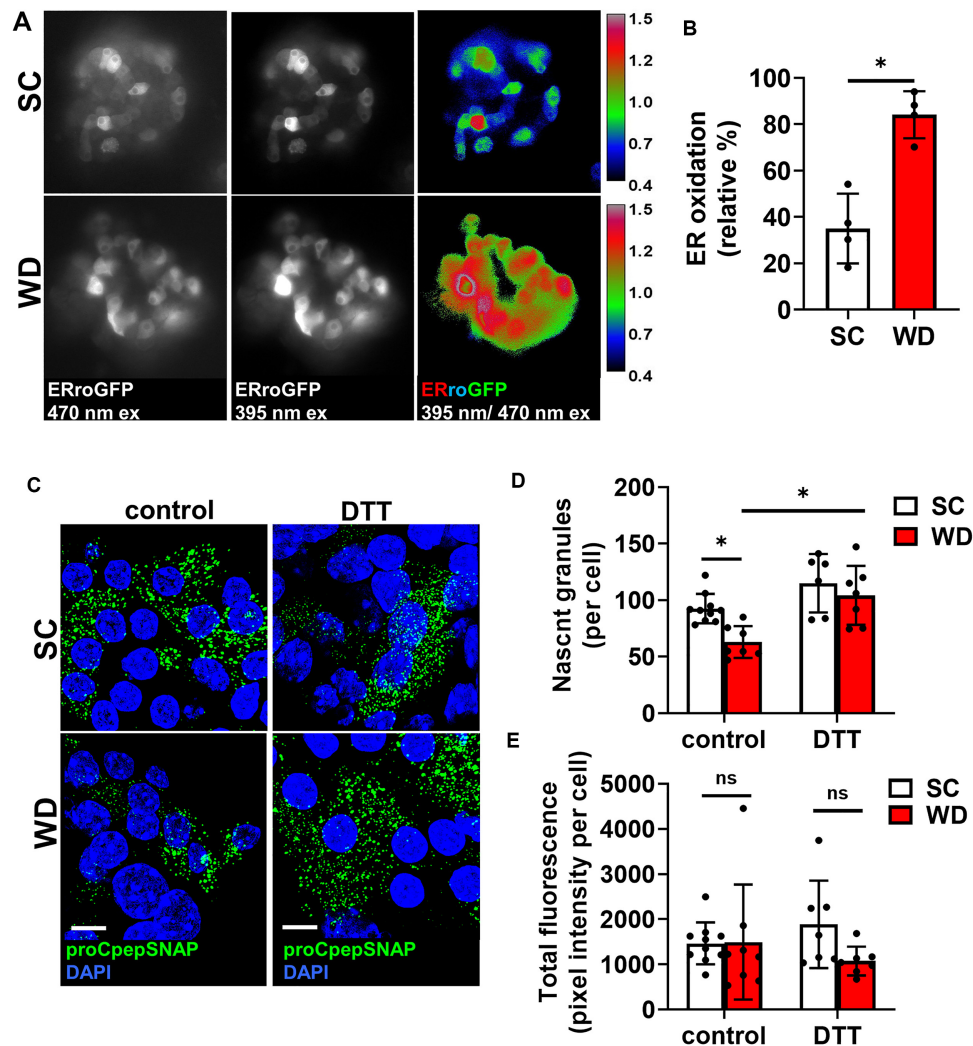 A
SC
WD
1.5
1.2
1.0
0.7
0.4
1.5
1.2
1.0
0.7
0.4
ERroGFP
470 nm ex
ERroGFP
395 nm ex
ERroGFP
395 nm/ 470 nm ex
B
ER oxidation
(relative %)
100
80
60
40
20
0
*
SC
WD
C
control
DTT
SC
WD
proCpepSNAP
DAPI
proCpepSNAP
DAPI
D
Nascnt granules
(per cell)
200
150
100
50
0
*
*
SC
WD
control
DTT
E
Total fluorescence
(pixel intensity per cell)
5000
4000
3000
2000
1000
0
ns
ns
SC
WD
control
DTT